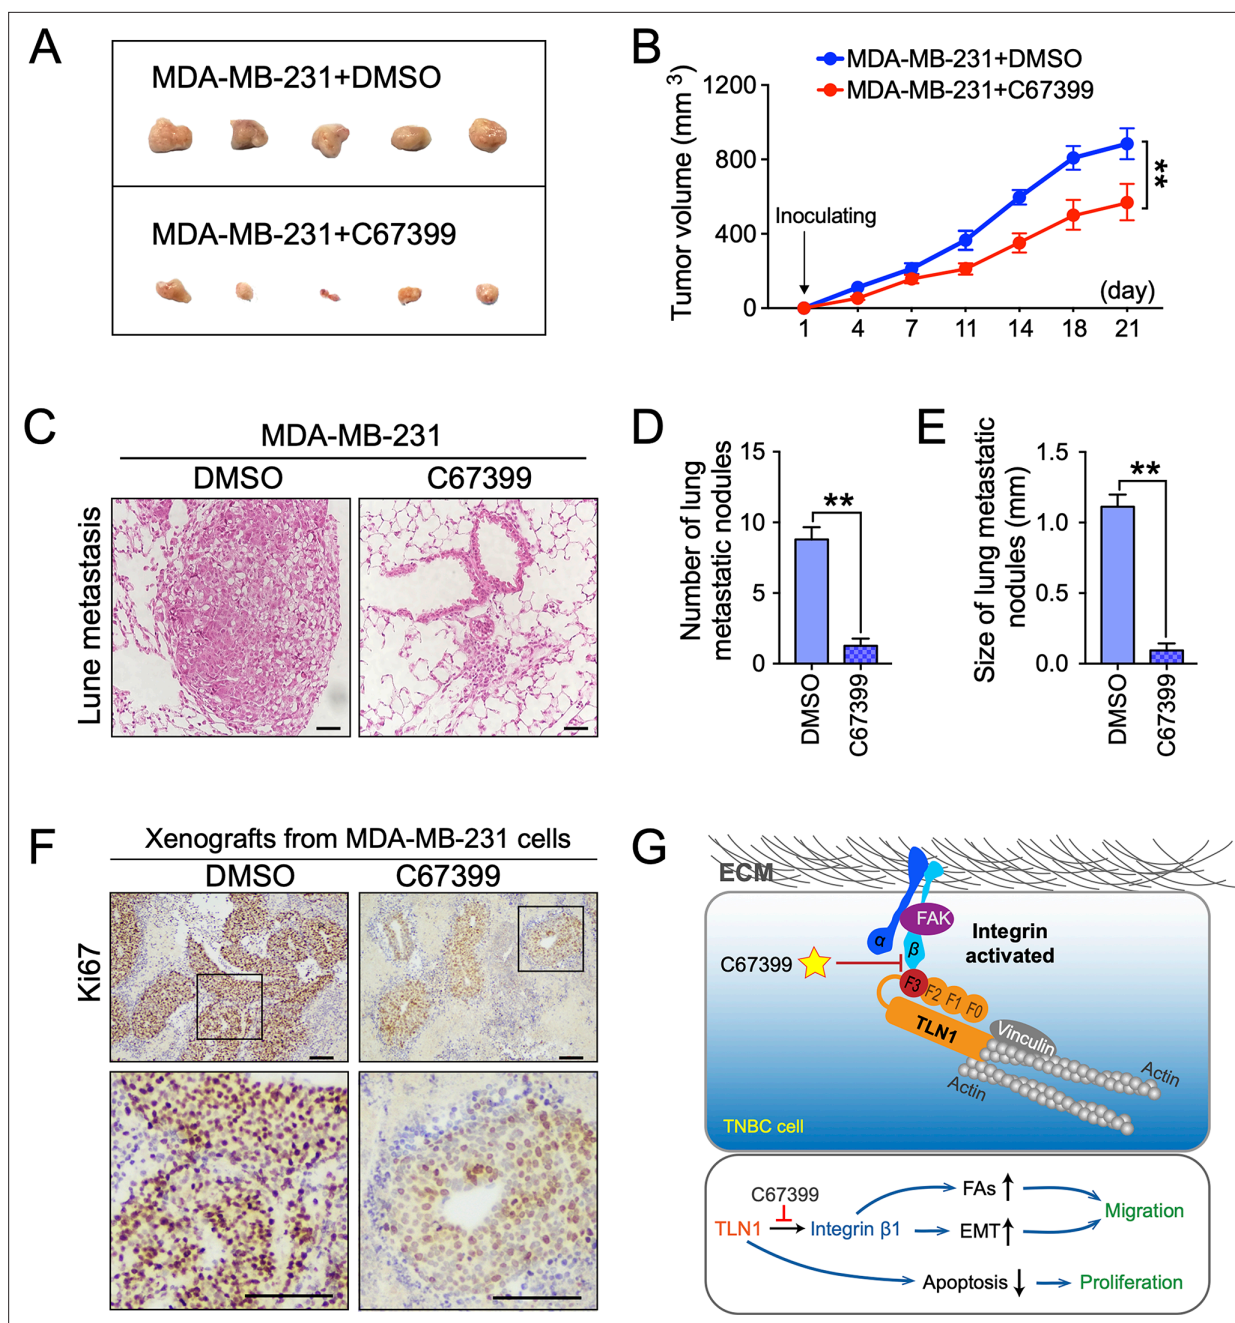 A
MDA-MB-231+DMSO
MDA-MB-231+C67399
B
MDA-MB-231+DMSO
MDA-MB-231+C67399
Tumor volume (mm³)
1200
800
400
0
Inoculating
**
(day)
1 4 7 11 14 18 21
C
MDA-MB-231
DMSO C67399
Lune metastasis
D
Number of lung
metastatic nodules
15
10
5
0
**
DMSO
C67399
E
Size of lung metastatic
nodules (mm)
1.5
1.0
0.5
0.0
**
DMSO
C67399
F
Xenografts from MDA-MB-231 cells
DMSO C67399
Ki67
G
ECM
FAK
α
β
Integrin
activated
C67399
F3 F2 F1 F0
TLN1
Vinculin
Actin
Actin
TNBC cell
C67399
TLN1 Integrin β1
FAs
EMT
Migration
Apoptosis Proliferation